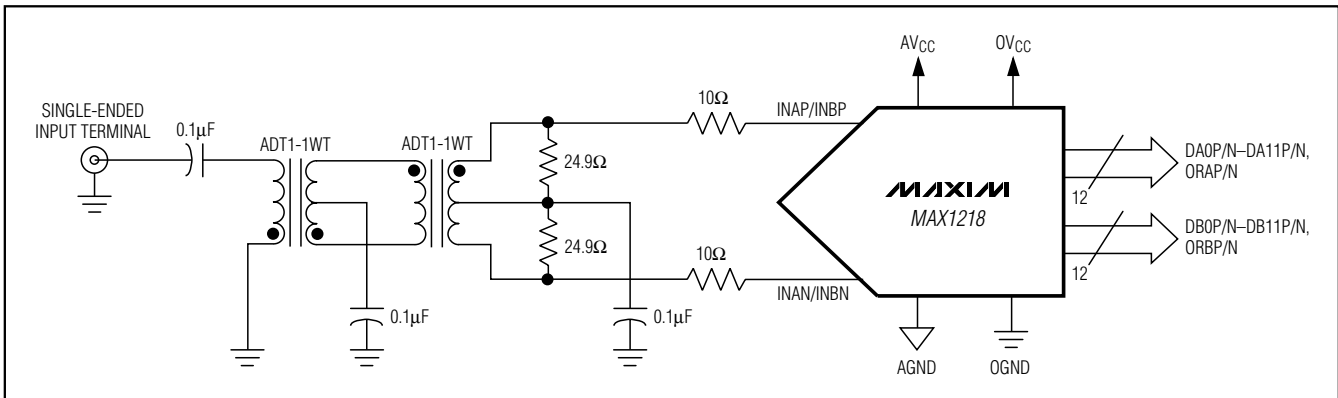 SINGLE-ENDED
INPUT TERMINAL
0.1μF
ADT1-1WT
ADT1-1WT
0.1μF
24.9Ω
24.9Ω
0.1μF
10Ω
10Ω
INAP/INBP
INAN/INBN
AVCC
OVCC
MAXIM
MAX1218
AGND
OGND
12
DA0P/N–DA11P/N,
ORAP/N
12
DB0P/N–DB11P/N,
ORBP/N